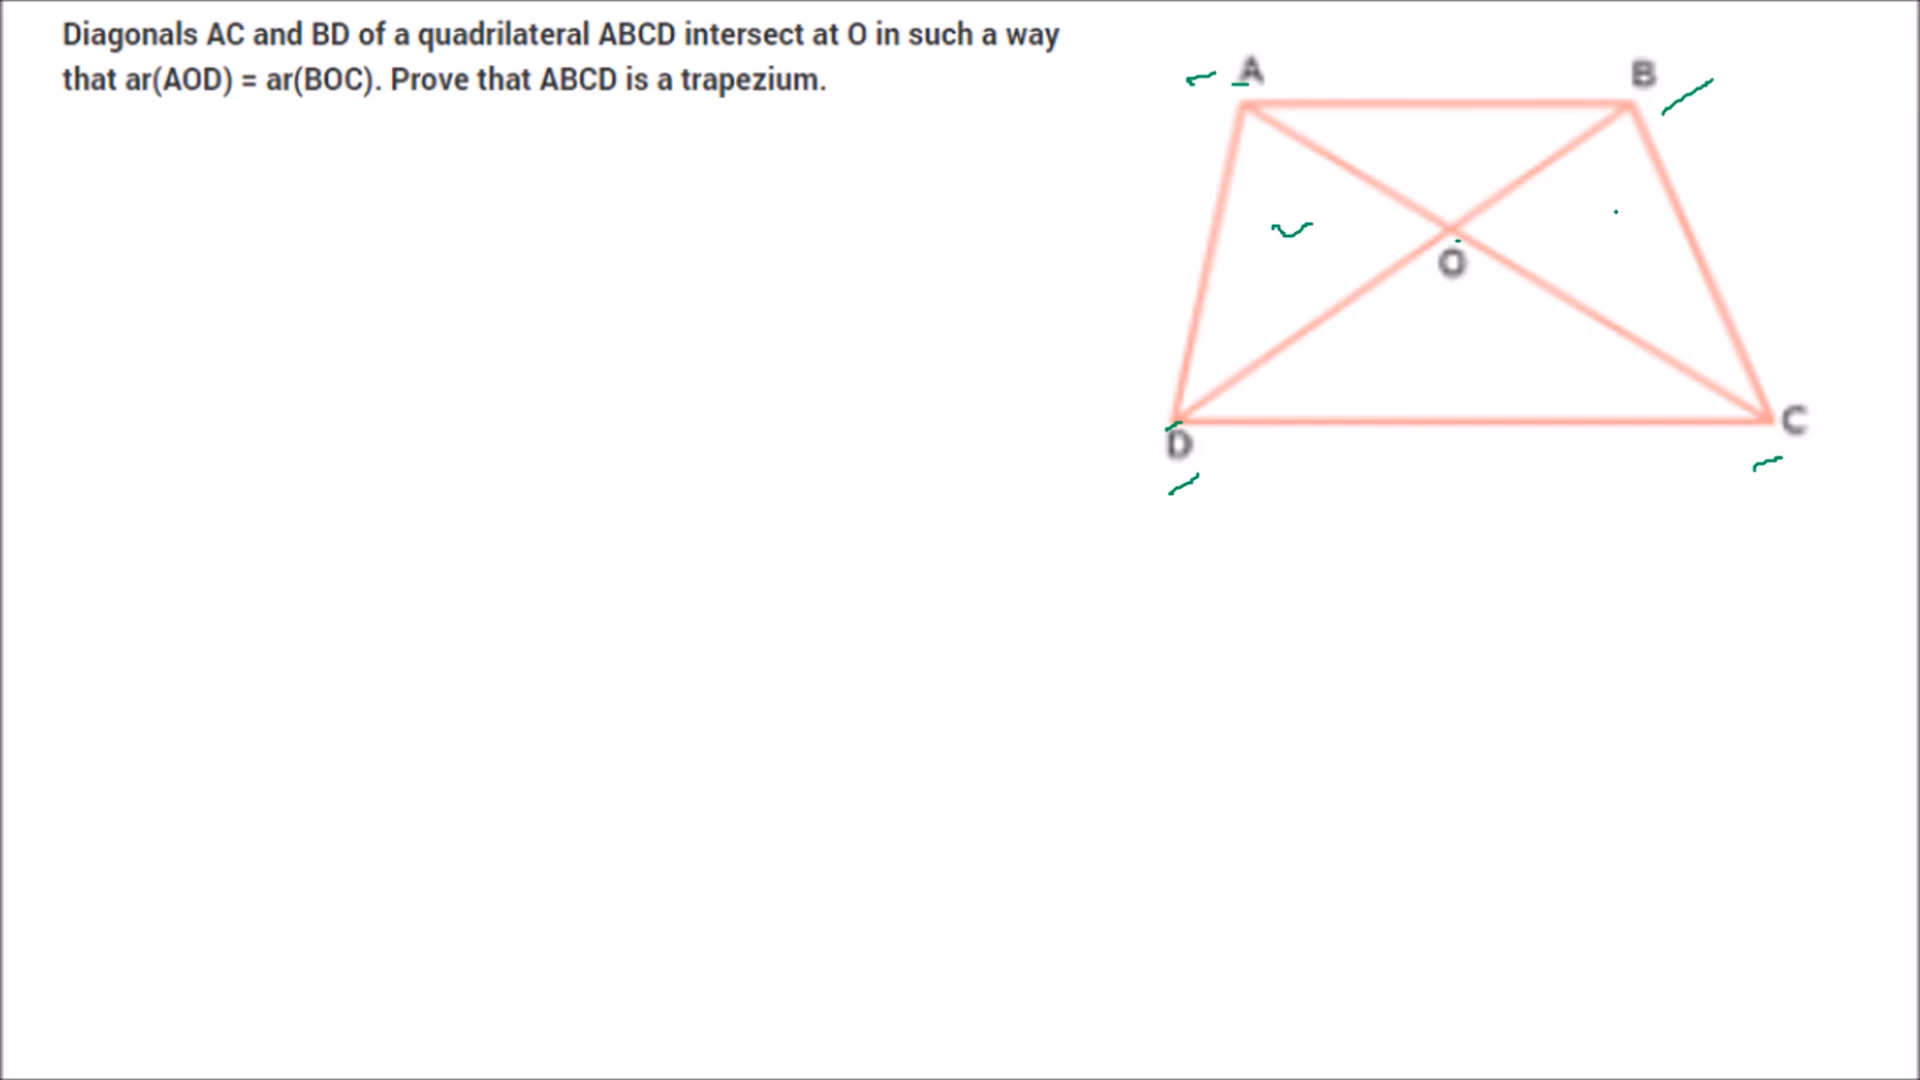 Diagonals AC and BD of a quadrilateral ABCD intersect at O in such a way
that ar(AOD) = ar(BOC). Prove that ABCD is a trapezium.
A
B
O
D
C